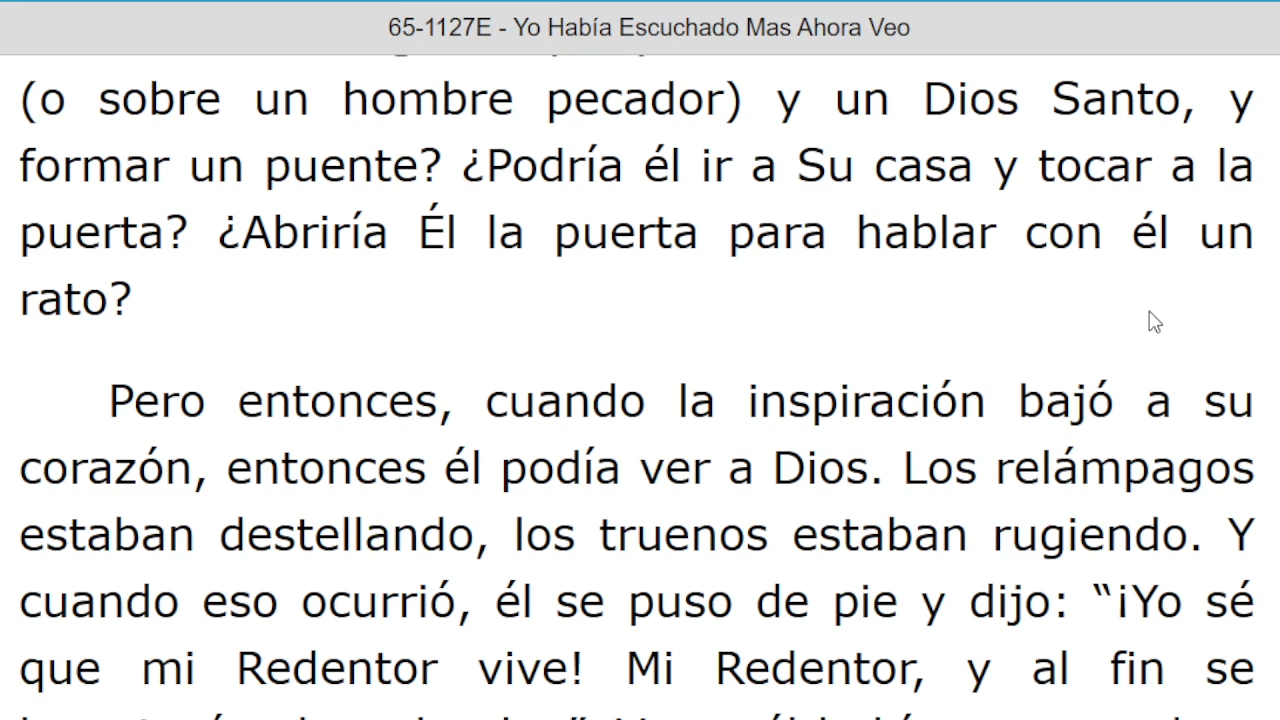 65-1127E - Yo Había Escuchado Mas Ahora Veo
(o sobre un hombre pecador) y un Dios Santo, y
formar un puente? ¿Podría él ir a Su casa y tocar a la
puerta? ¿Abriría Él la puerta para hablar con él un
rato?
Pero entonces, cuando la inspiración bajó a su
corazón, entonces él podía ver a Dios. Los relámpagos
estaban destellando, los truenos estaban rugiendo. Y
cuando eso ocurrió, él se puso de pie y dijo: “¡Yo sé
que mi Redentor vive! Mi Redentor, y al fin se